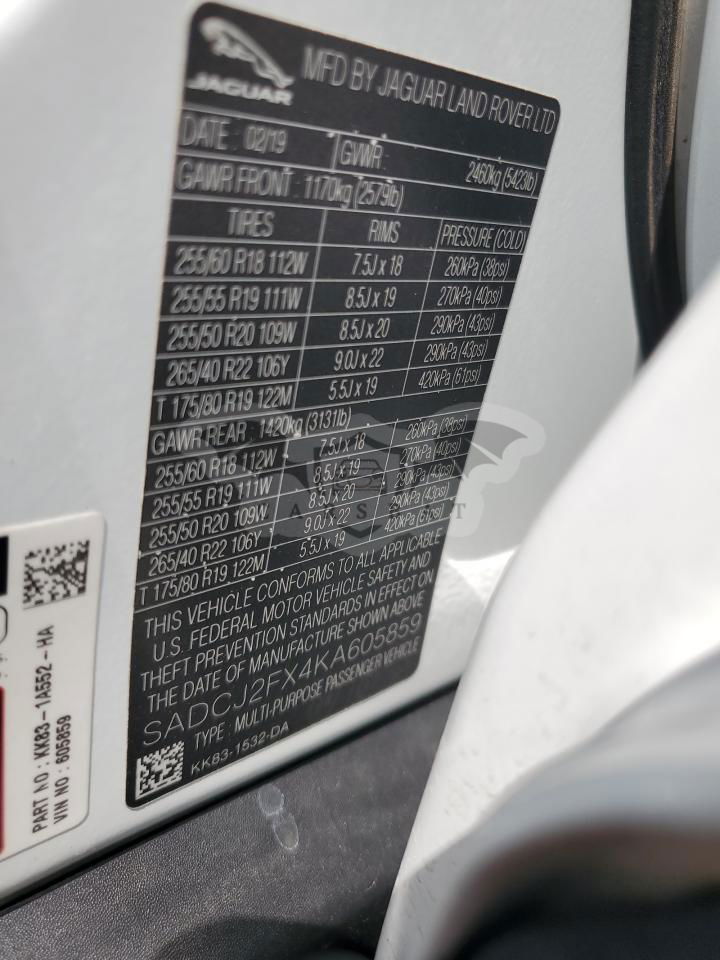 JAGUAR
MFD BY JAGUAR LAND ROVER LTD
DATE : 02/19 GVWR : 2460kg (5423lb)
GAWR FRONT : 1170kg (2579lb)
TIRES RIMS PRESSURE (COLD)
255/60 R18 112W 7.5J x 18 260kPa (38psi)
255/55 R19 111W 8.5J x 19 270kPa (40psi)
255/50 R20 109W 8.5J x 20 290kPa (43psi)
265/40 R22 106Y 9.0J x 22 290kPa (43psi)
T 175/80 R19 122M 5.5J x 19 420kPa (61psi)
GAWR REAR : 1420kg (3131lb)
255/60 R18 112W 7.5J x 18 260kPa (38psi)
255/55 R19 111W 8.5J x 19 270kPa (40psi)
255/50 R20 109W 8.5J x 20 290kPa (43psi)
265/40 R22 106Y 9.0J x 22 290kPa (43psi)
T 175/80 R19 122M 5.5J x 19 420kPa (61psi)
THIS VEHICLE CONFORMS TO ALL APPLICABLE
U.S. FEDERAL MOTOR VEHICLE SAFETY AND
THEFT PREVENTION STANDARDS IN EFFECT ON
THE DATE OF MANUFACTURE SHOWN ABOVE
SADCJ2FX4KA605859
TYPE : MULTI-PURPOSE PASSENGER VEHICLE
KK83-1532-DA
PART NO : KK83-1A552-HA
VIN NO : 605859